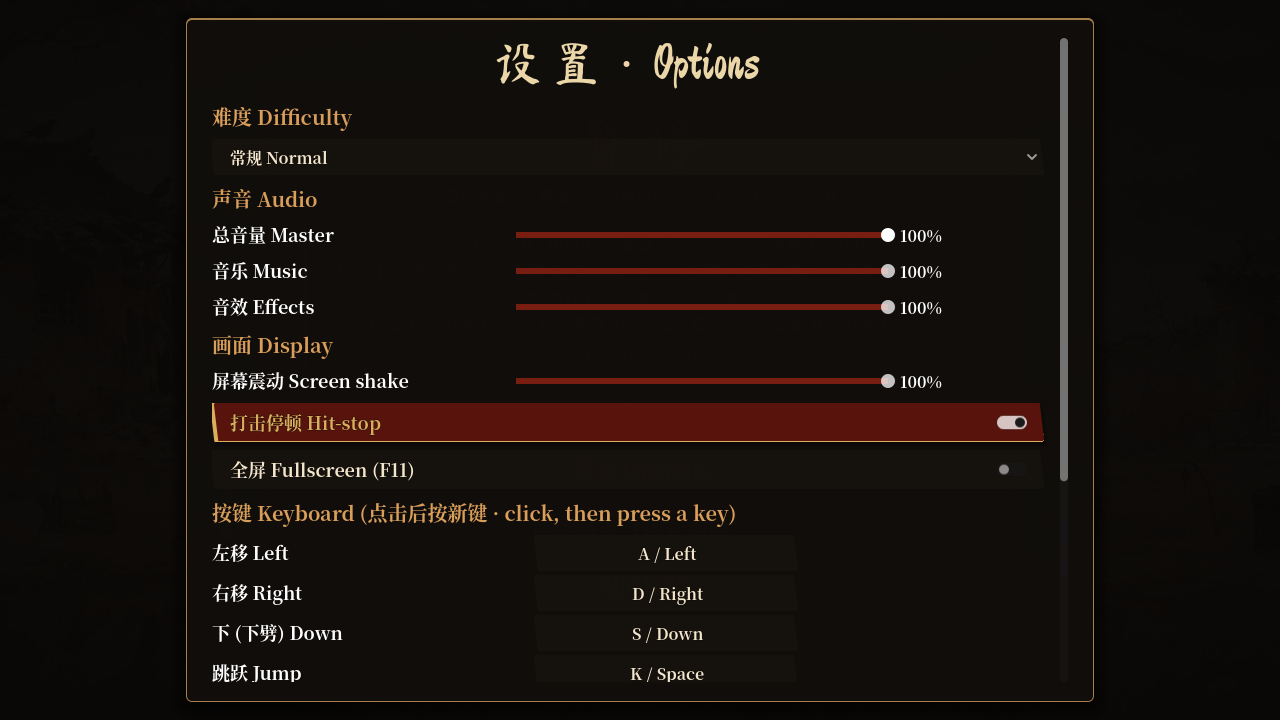 设 置 · Options
难度 Difficulty
常规 Normal
声音 Audio
总音量 Master 100%
音乐 Music 100%
音效 Effects 100%
画面 Display
屏幕震动 Screen shake 100%
打击停顿 Hit-stop
全屏 Fullscreen (F11)
按键 Keyboard (点击后按新键 · click, then press a key)
左移 Left A / Left
右移 Right D / Right
下 (下劈) Down S / Down
跳跃 Jump K / Space